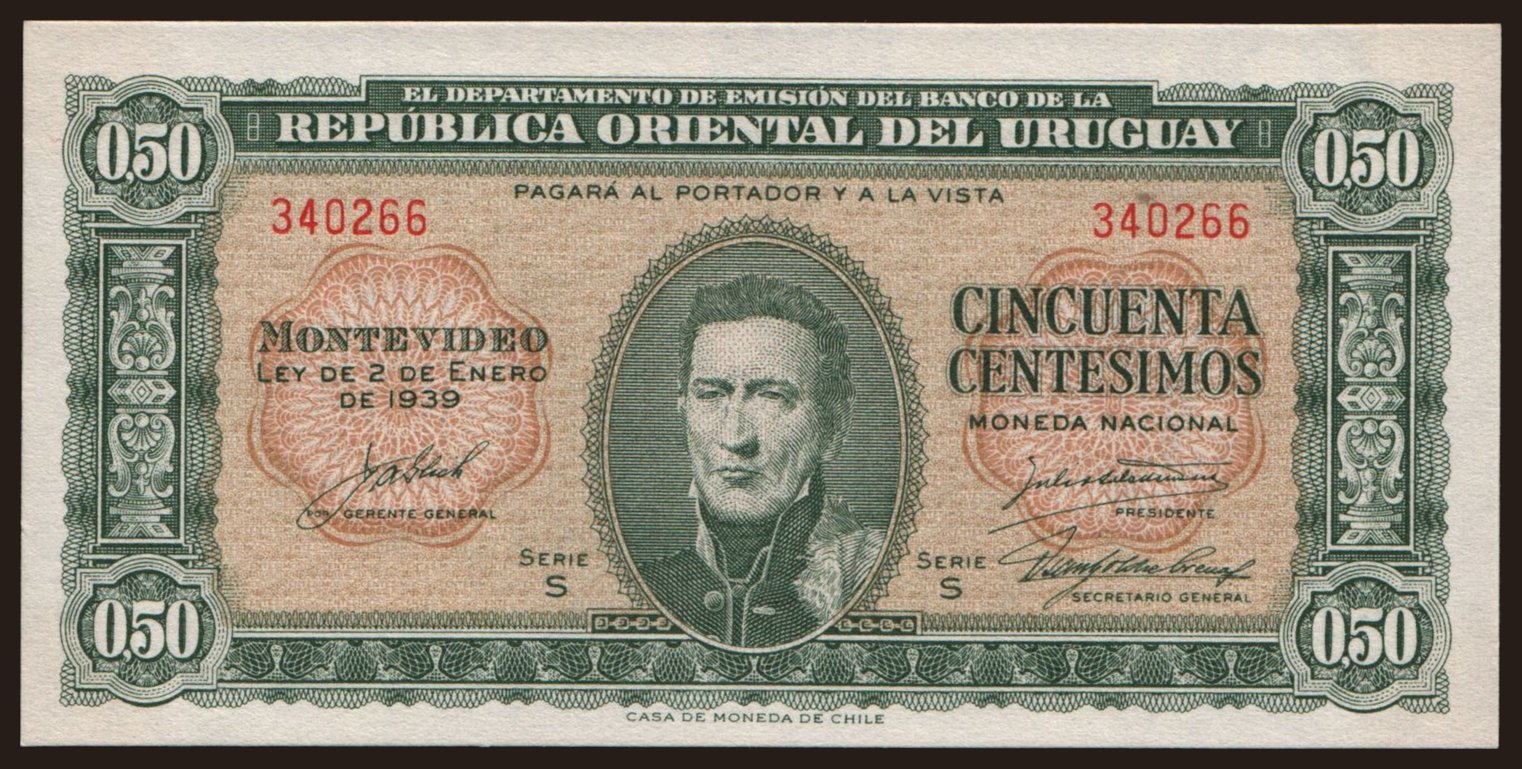 EL DEPARTAMENTO DE EMISIÓN DEL BANCO DE LA
REPÚBLICA ORIENTAL DEL URUGUAY
0,50
0,50
PAGARÁ AL PORTADOR Y A LA VISTA
340266
340266
MONTEVIDEO
LEY DE 2 DE ENERO
DE 1939
CINCUENTA
CENTESIMOS
MONEDA NACIONAL
POR GERENTE GENERAL
PRESIDENTE
SERIE
S
SERIE
S
SECRETARIO GENERAL
0,50
0,50
CASA DE MONEDA DE CHILE